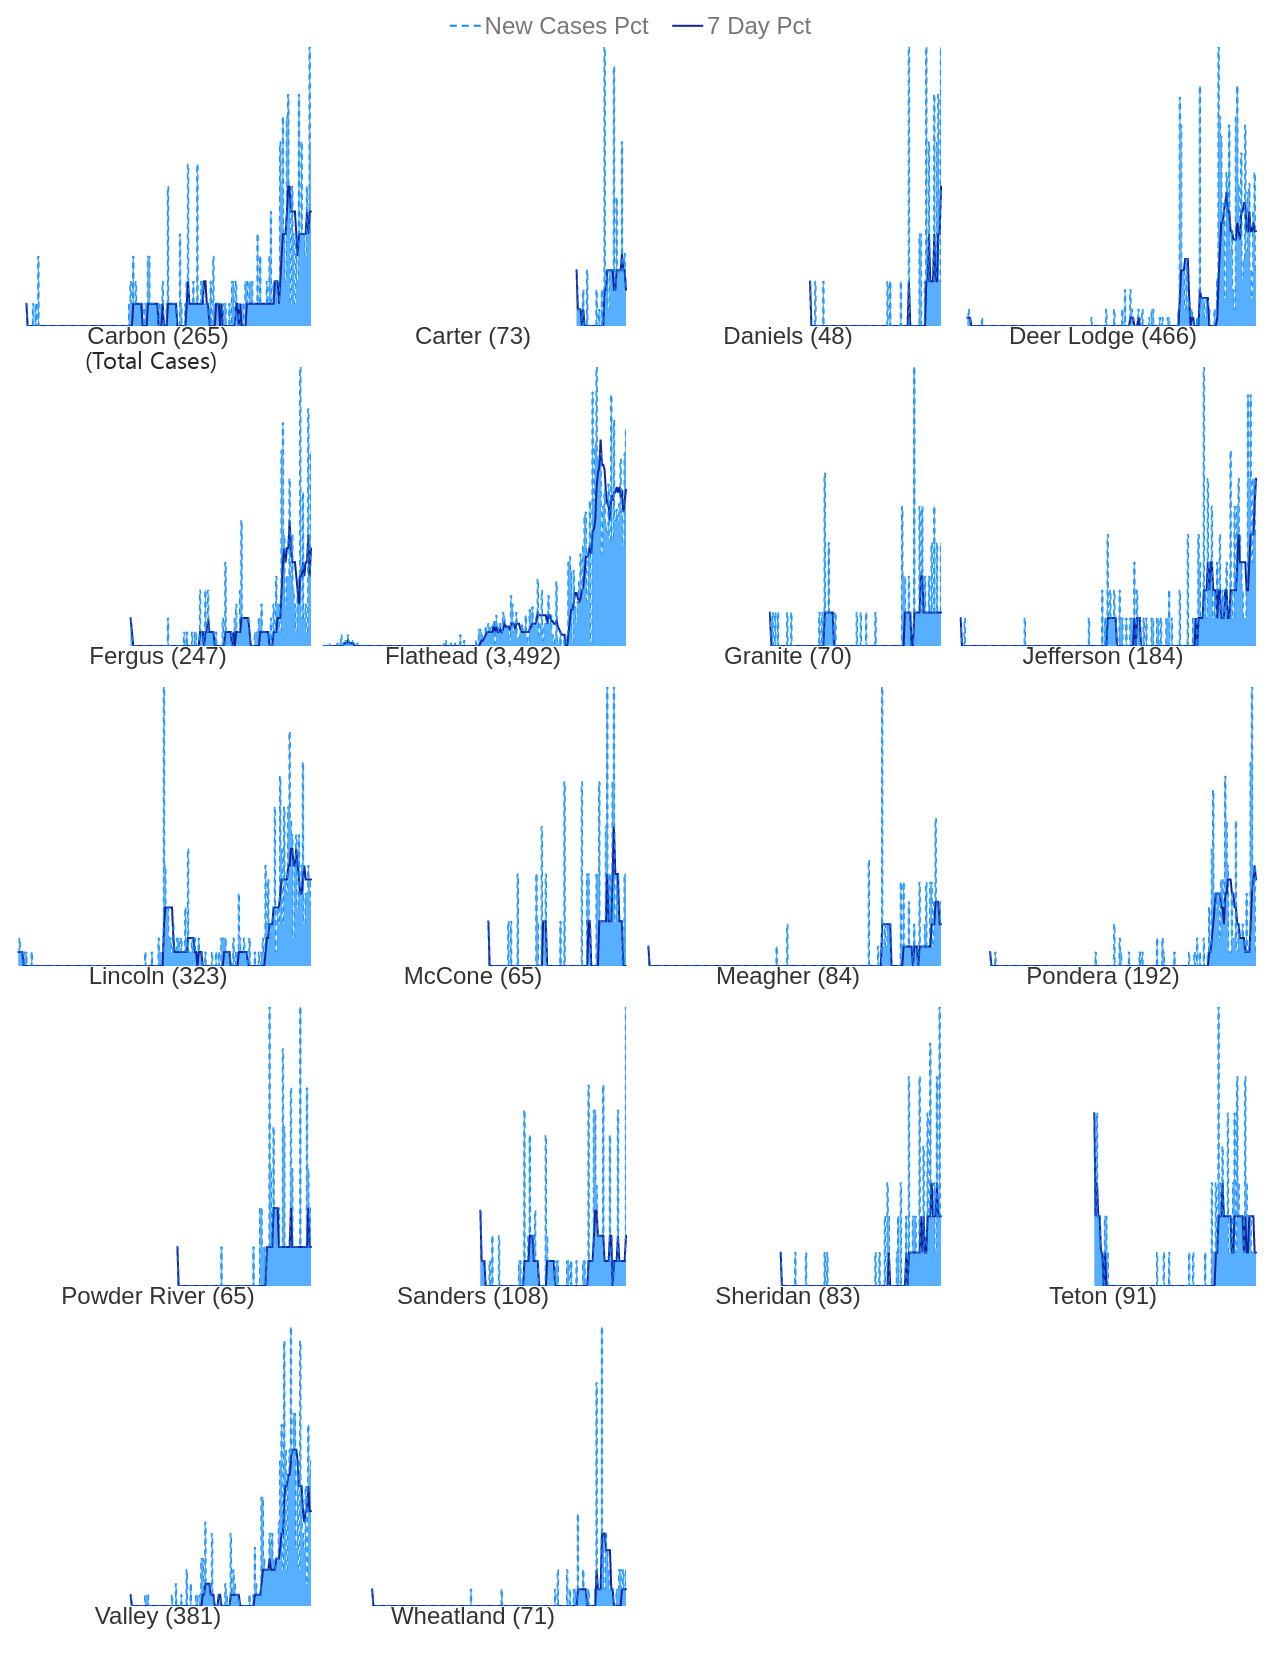 New Cases Pct 7 Day Pct
Carbon (265) Carter (73) Daniels (48) Deer Lodge (466)
(Total Cases)
Fergus (247) Flathead (3,492) Granite (70) Jefferson (184)
Lincoln (323) McCone (65) Meagher (84) Pondera (192)
Powder River (65) Sanders (108) Sheridan (83) Teton (91)
Valley (381) Wheatland (71)